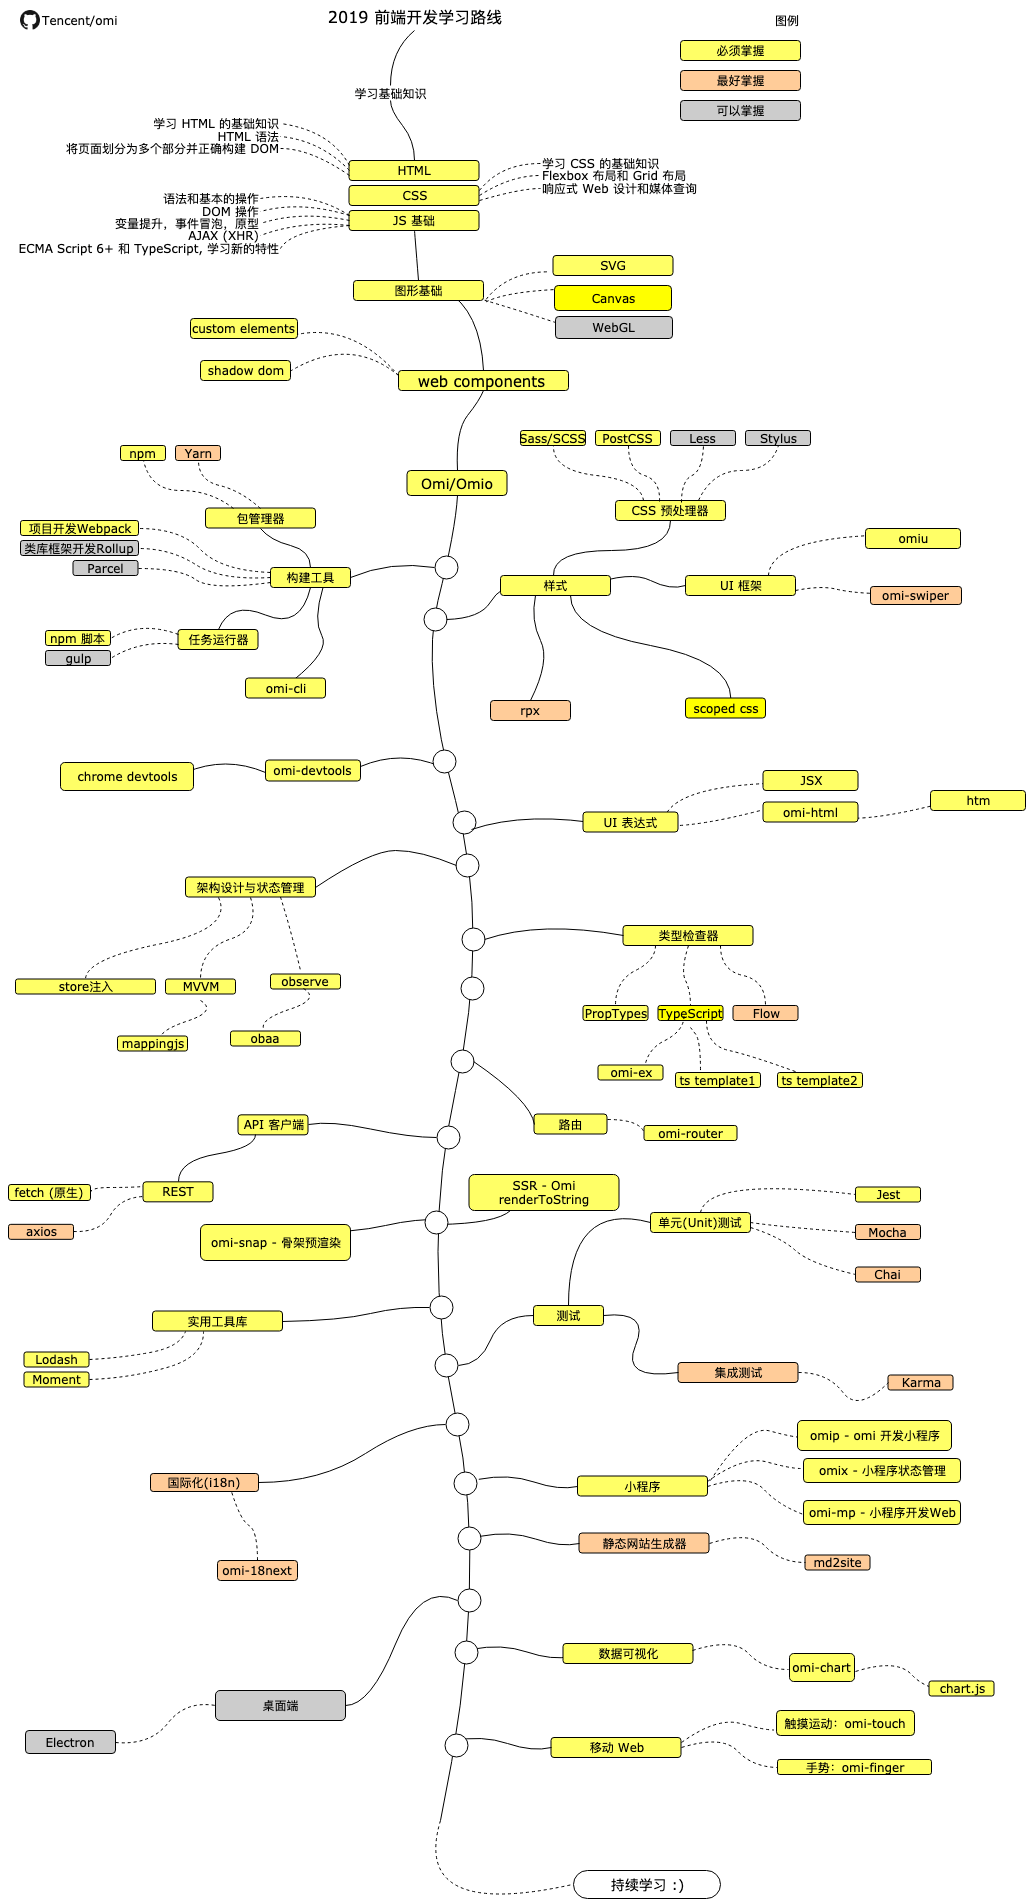 Tencent/omi
2019 前端开发学习路线
图例
必须掌握
最好掌握
可以掌握
学习基础知识
学习 HTML 的基础知识
HTML 语法
将页面划分为多个部分并正确构建 DOM
HTML
学习 CSS 的基础知识
Flexbox 布局和 Grid 布局
响应式 Web 设计和媒体查询
CSS
语法和基本的操作
DOM 操作
变量提升，事件冒泡，原型
AJAX (XHR)
ECMA Script 6+ 和 TypeScript, 学习新的特性
JS 基础
图形基础
SVG
Canvas
WebGL
custom elements
shadow dom
web components
Omi/Omio
npm
Yarn
包管理器
项目开发Webpack
类库框架开发Rollup
Parcel
构建工具
npm 脚本
gulp
任务运行器
omi-cli
Sass/SCSS
PostCSS
Less
Stylus
CSS 预处理器
样式
UI 框架
omiu
omi-swiper
rpx
scoped css
chrome devtools
omi-devtools
UI 表达式
JSX
omi-html
htm
架构设计与状态管理
store注入
MVVM
observe
mappingjs
obaa
类型检查器
PropTypes
TypeScript
Flow
omi-ex
ts template1
ts template2
路由
omi-router
API 客户端
REST
fetch (原生)
axios
SSR - Omi
renderToString
omi-snap - 骨架预渲染
单元(Unit)测试
Jest
Mocha
Chai
测试
集成测试
Karma
实用工具库
Lodash
Moment
国际化(i18n)
omi-18next
小程序
omip - omi 开发小程序
omix - 小程序状态管理
omi-mp - 小程序开发Web
静态网站生成器
md2site
数据可视化
omi-chart
chart.js
桌面端
Electron
移动 Web
触摸运动：omi-touch
手势：omi-finger
持续学习 :)